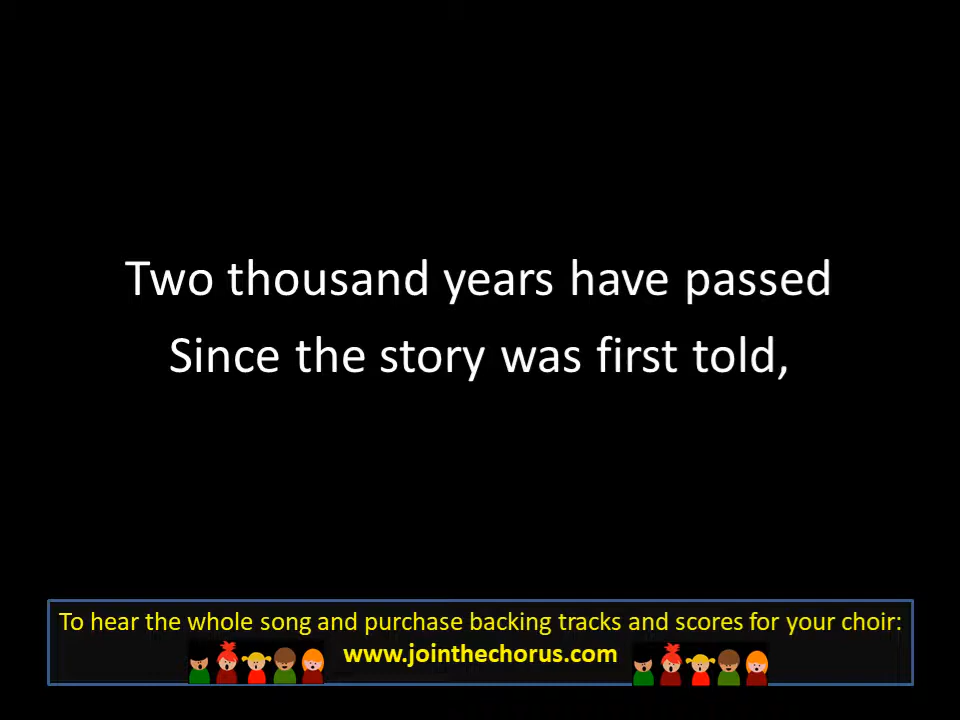 Two thousand years have passed
Since the story was first told,
To hear the whole song and purchase backing tracks and scores for your choir:
www.jointhechorus.com